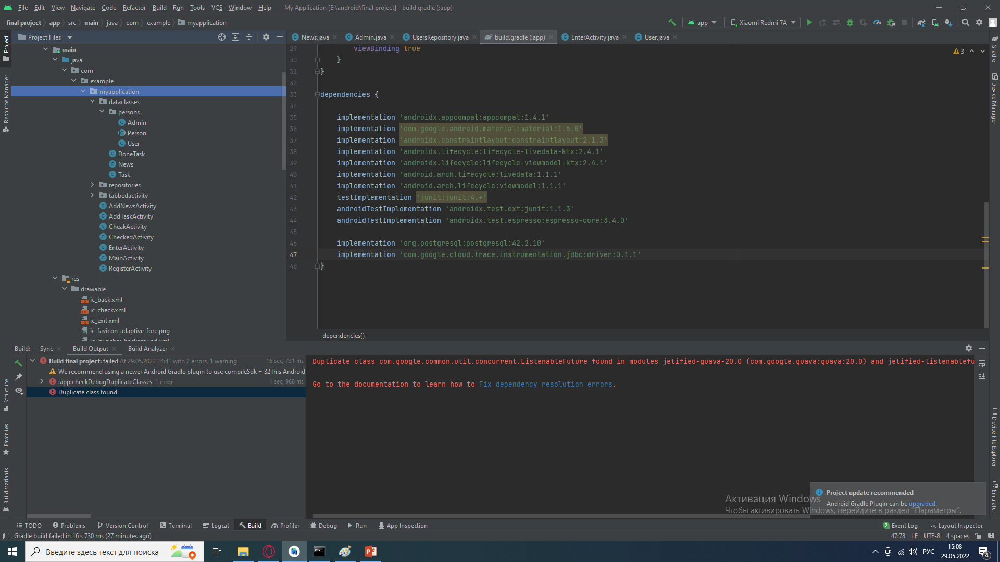 File Edit View Navigate Code Refactor Build Run Tools VCS Window Help My Application [E:\android\final project] - build.gradle (:app)
final project app src main java com example myapplication
app Xiaomi Redmi 7A
Project Files
News.java Admin.java UsersRepository.java build.gradle (:app) EnterActivity.java User.java
Project
Resource Manager
Structure
Favorites
Build Variants
main
java
com
example
myapplication
dataclasses
persons
Admin
Person
User
DoneTask
News
Task
repositories
tabbedactivity
AddNewsActivity
AddTaskActivity
CheakActivity
CheckedActivity
EnterActivity
MainActivity
RegisterActivity
res
drawable
ic_back.xml
ic_check.xml
ic_exit.xml
ic_favicon_adaptive_fore.png
ic_launcher_background.xml
3
29 viewBinding true
30 }
31 }
32
33 dependencies {
34
35 implementation 'androidx.appcompat:appcompat:1.4.1'
36 implementation 'com.google.android.material:material:1.5.0'
37 implementation 'androidx.constraintlayout:constraintlayout:2.1.3'
38 implementation 'androidx.lifecycle:lifecycle-livedata-ktx:2.4.1'
39 implementation 'androidx.lifecycle:lifecycle-viewmodel-ktx:2.4.1'
40 implementation 'android.arch.lifecycle:livedata:1.1.1'
41 implementation 'android.arch.lifecycle:viewmodel:1.1.1'
42 testImplementation 'junit:junit:4.+'
43 androidTestImplementation 'androidx.test.ext:junit:1.1.3'
44 androidTestImplementation 'androidx.test.espresso:espresso-core:3.4.0'
45
46 implementation 'org.postgresql:postgresql:42.2.10'
47 implementation 'com.google.cloud.trace.instrumentation.jdbc:driver:0.1.1'
48 }
dependencies{}
Gradle
Device Manager
Device File Explorer
Emulator
Build: Sync Build Output Build Analyzer
Build final project: failed At 29.05.2022 14:41 with 2 errors, 1 warning 16 sec, 731 ms
We recommend using a newer Android Gradle plugin to use compileSdk = 32This Android
:app:checkDebugDuplicateClasses 1 error 1 sec, 968 ms
Duplicate class found
Duplicate class com.google.common.util.concurrent.ListenableFuture found in modules jetified-guava-20.0 (com.google.guava:guava:20.0) and jetified-listenablefu
Go to the documentation to learn how to Fix dependency resolution errors.
Активация Windows
Чтобы активировать Windows, перейдите в раздел "Параметры".
Project update recommended
Android Gradle Plugin can be upgraded.
TODO Problems Version Control Terminal Logcat Build Profiler Debug Run App Inspection 2 Event Log Layout Inspector
Gradle build failed in 16 s 730 ms (27 minutes ago) 47:78 LF UTF-8 4 spaces
Введите здесь текст для поиска
РУС
15:08
29.05.2022
4